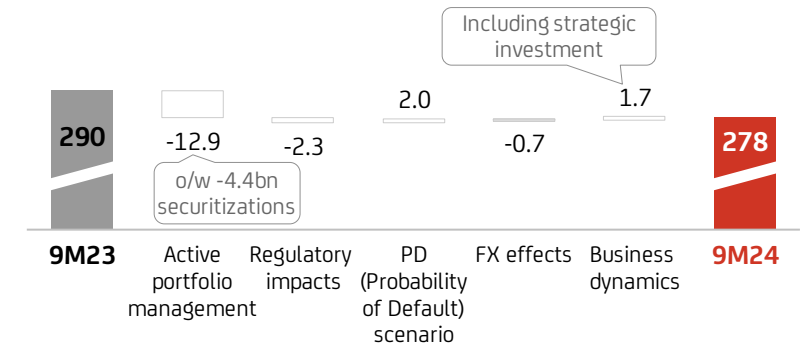 Including strategic
investment
290
-12.9
-2.3
2.0
-0.7
1.7
278
o/w -4.4bn
securitizations
9M23
Active
portfolio
management
Regulatory
impacts
PD
(Probability
of Default)
scenario
FX effects
Business
dynamics
9M24